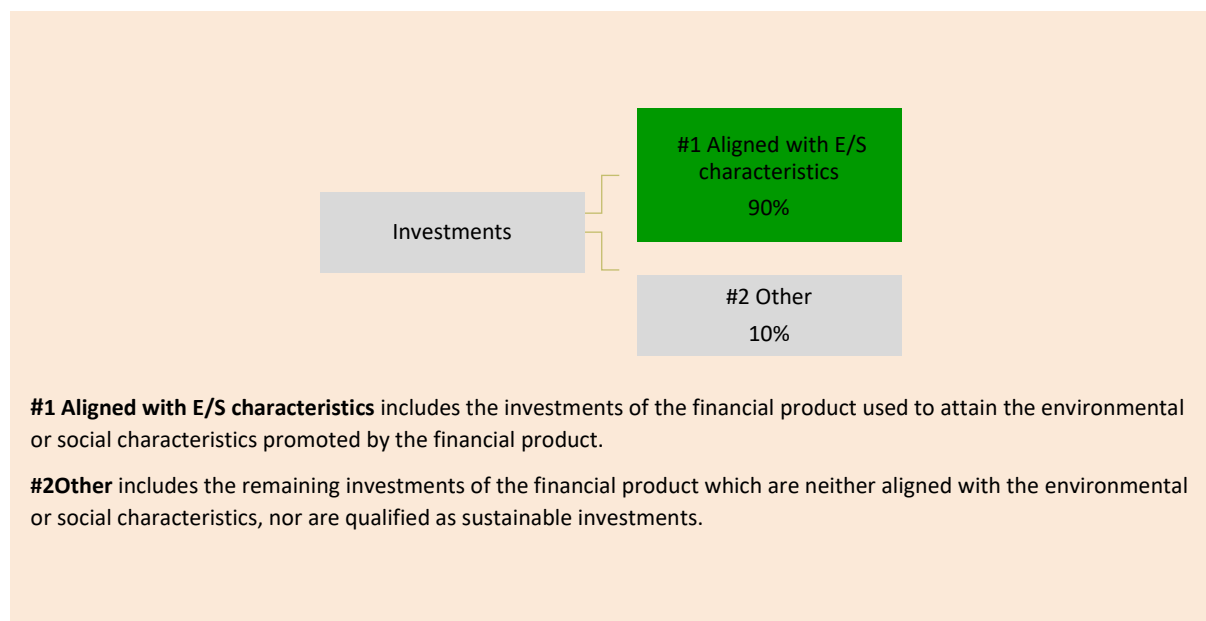 #1 Aligned with E/S
characteristics
90%
Investments
#2 Other
10%
#1 Aligned with E/S characteristics includes the investments of the financial product used to attain the environmental
or social characteristics promoted by the financial product.
#2Other includes the remaining investments of the financial product which are neither aligned with the environmental
or social characteristics, nor are qualified as sustainable investments.